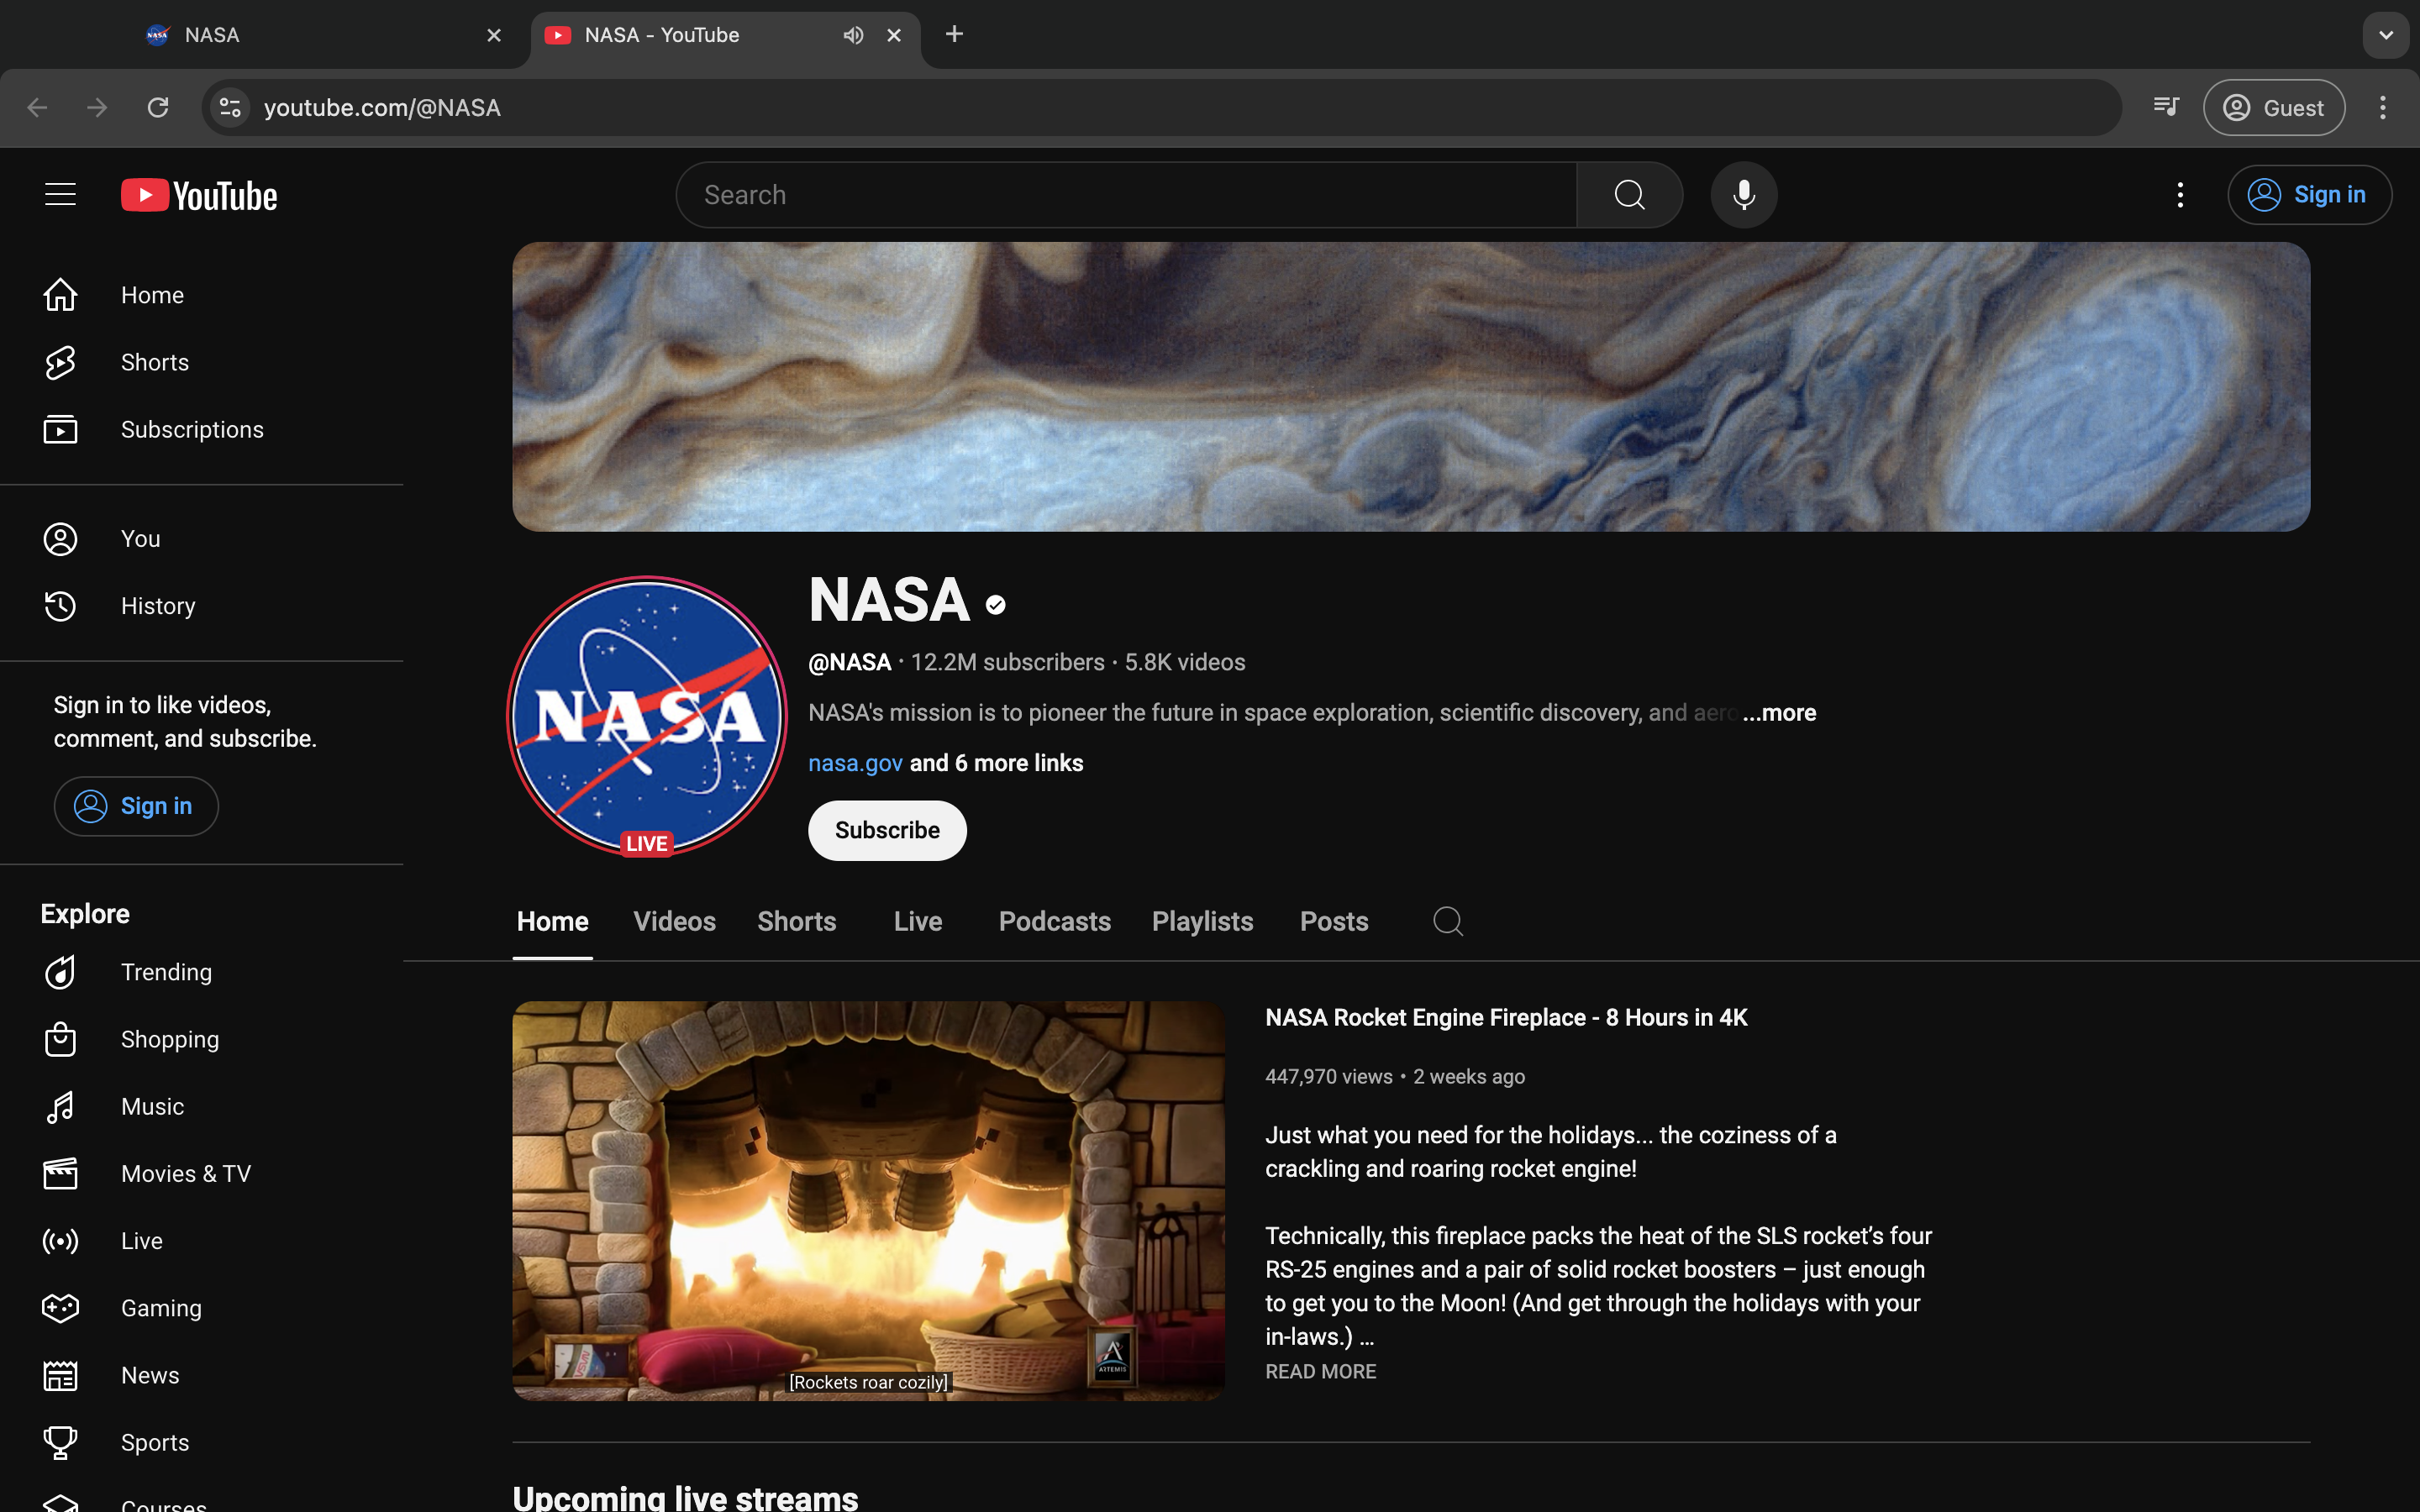 NASA
NASA - YouTube
youtube.com/@NASA
Guest
YouTube
Search
Sign in
Home
Shorts
Subscriptions
You
History
Sign in to like videos,
comment, and subscribe.
Sign in
Explore
Trending
Shopping
Music
Movies & TV
Live
Gaming
News
Sports
Courses
NASA
LIVE
NASA
@NASA · 12.2M subscribers · 5.8K videos
NASA's mission is to pioneer the future in space exploration, scientific discovery, and aero ...more
nasa.gov and 6 more links
Subscribe
Home Videos Shorts Live Podcasts Playlists Posts
ARTEMIS
[Rockets roar cozily]
NASA Rocket Engine Fireplace - 8 Hours in 4K
447,970 views • 2 weeks ago
Just what you need for the holidays... the coziness of a
crackling and roaring rocket engine!
Technically, this fireplace packs the heat of the SLS rocket’s four
RS-25 engines and a pair of solid rocket boosters – just enough
to get you to the Moon! (And get through the holidays with your
in-laws.) ...
READ MORE
Upcoming live streams